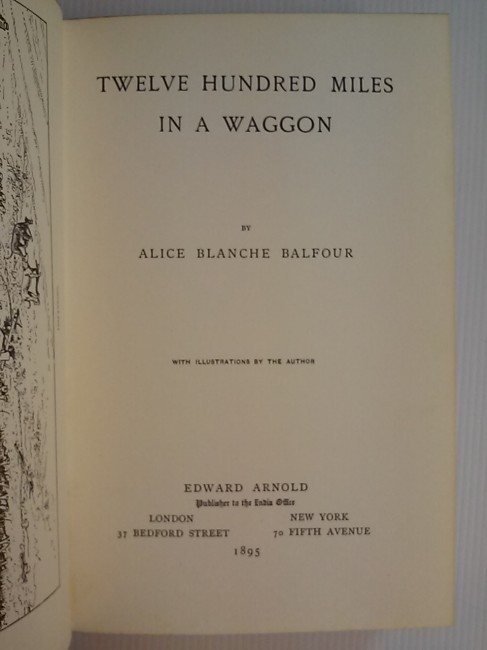 TWELVE HUNDRED MILES
IN A WAGGON
BY
ALICE BLANCHE BALFOUR
WITH ILLUSTRATIONS BY THE AUTHOR
EDWARD ARNOLD
Publisher to the India Office
LONDON NEW YORK
37 BEDFORD STREET 70 FIFTH AVENUE
1895